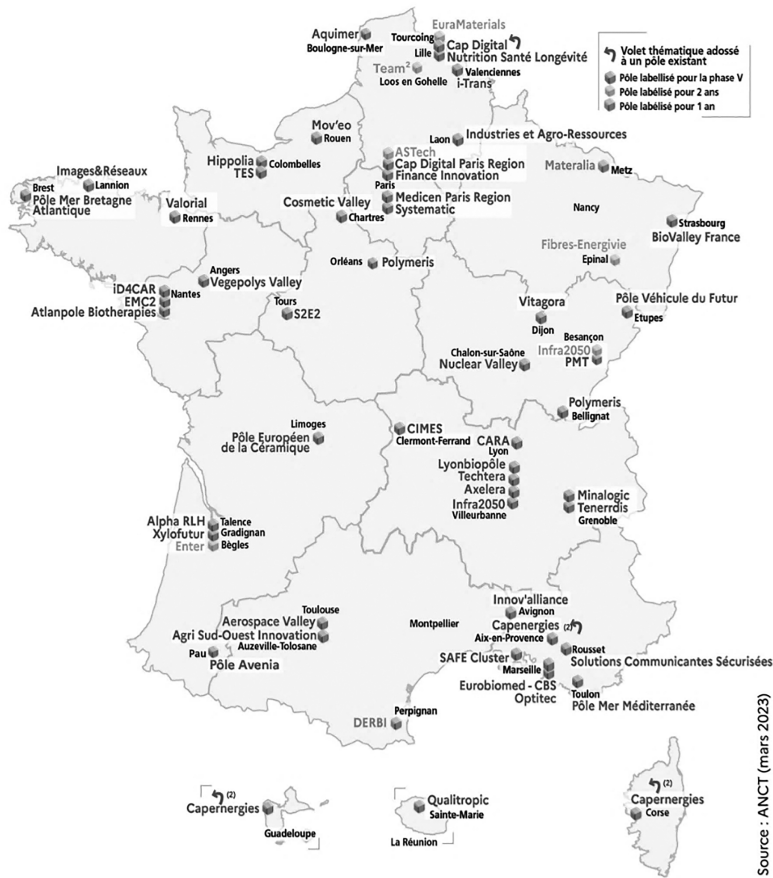 EuraMaterials
Aquimer
Boulogne-sur-Mer
Tourcoing
Cap Digital
Lille
Nutrition Santé Longévité
Team²
Loos en Gohelle
Valenciennes
i-Trans
Volet thématique adossé
à un pôle existant
Pôle labellisé pour la phase V
Pôle labélisé pour 2 ans
Pôle labélisé pour 1 an
Mov'eo
Rouen
Laon
Industries et Agro-Ressources
Hippolia
TES
Colombelles
ASTech
Cap Digital Paris Region
Finance Innovation
Paris
Medicen Paris Region
Systematic
Materalia
Metz
Images&Réseaux
Lannion
Brest
Pôle Mer Bretagne
Atlantique
Valorial
Rennes
Cosmetic Valley
Chartres
Nancy
Strasbourg
BioValley France
Fibres-Energivie
Epinal
Orléans
Polymeris
Angers
Vegepolys Valley
iD4CAR
Nantes
EMC2
Atlanpole Biotherapies
Tours
S2E2
Vitagora
Dijon
Pôle Véhicule du Futur
Etupes
Besançon
Infra2050
PMT
Chalon-sur-Saône
Nuclear Valley
Polymeris
Bellignat
Limoges
Pôle Européen
de la Céramique
CIMES
Clermont-Ferrand
CARA
Lyon
Lyonbiopôle
Techtera
Axelera
Infra2050
Villeurbanne
Minalogic
Tenerrdis
Grenoble
Alpha RLH
Talence
Xylofutur
Gradignan
Enter
Bègles
Toulouse
Aerospace Valley
Agri Sud-Ouest Innovation
Auzeville-Tolosane
Pau
Pôle Avenia
Montpellier
Innov'alliance
Avignon
Capenergies (2)
Aix-en-Provence
Rousset
Solutions Communicantes Sécurisées
SAFE Cluster
Marseille
Eurobiomed - CBS
Optitec
Toulon
Pôle Mer Méditerranée
Perpignan
DERBI
(2)
Capernergies
Guadeloupe
Qualitropic
Sainte-Marie
La Réunion
(2)
Capernergies
Corse
Source : ANCT (mars 2023)